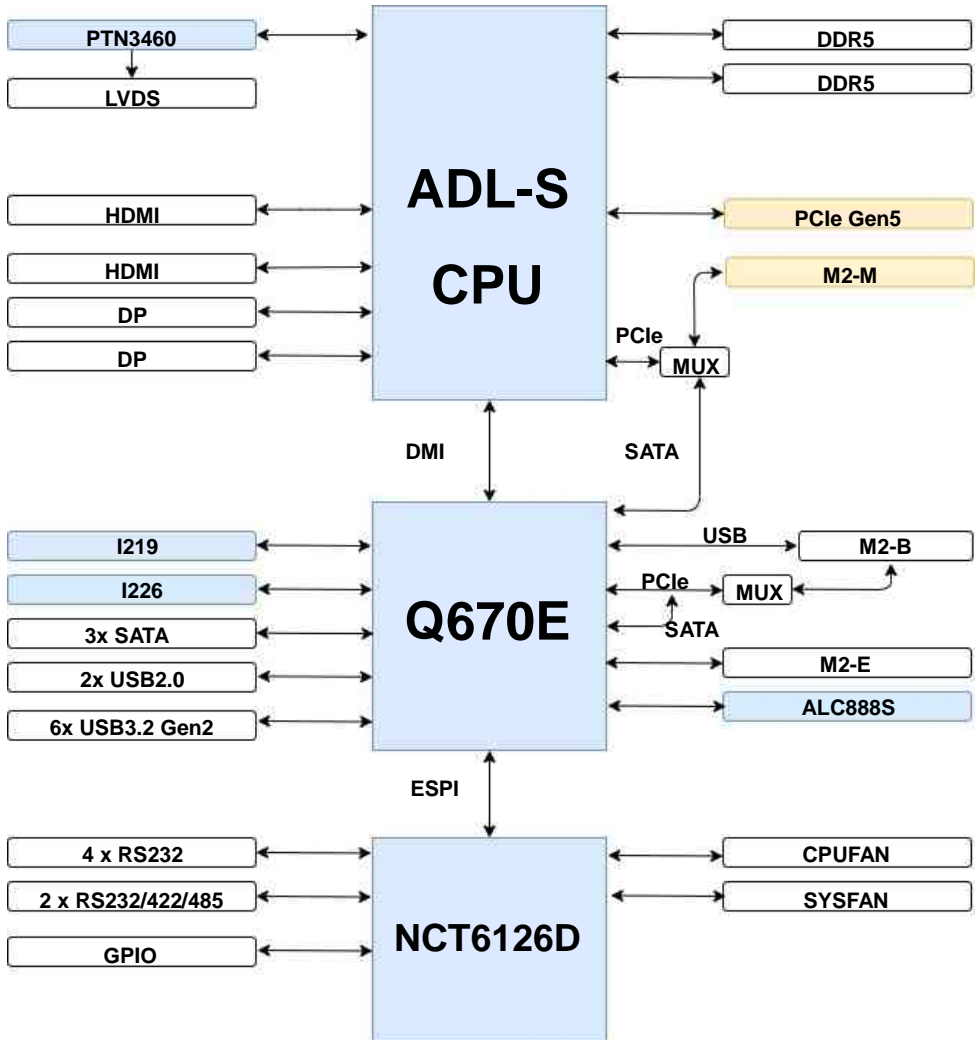 PTN3460
LVDS
HDMI
HDMI
DP
DP
ADL-S
CPU
DDR5
DDR5
PCIe Gen5
M2-M
PCIe
MUX
DMI
SATA
I219
I226
3x SATA
2x USB2.0
6x USB3.2 Gen2
Q670E
USB
M2-B
PCIe
MUX
SATA
M2-E
ALC888S
ESPI
4 x RS232
2 x RS232/422/485
GPIO
NCT6126D
CPUFAN
SYSFAN